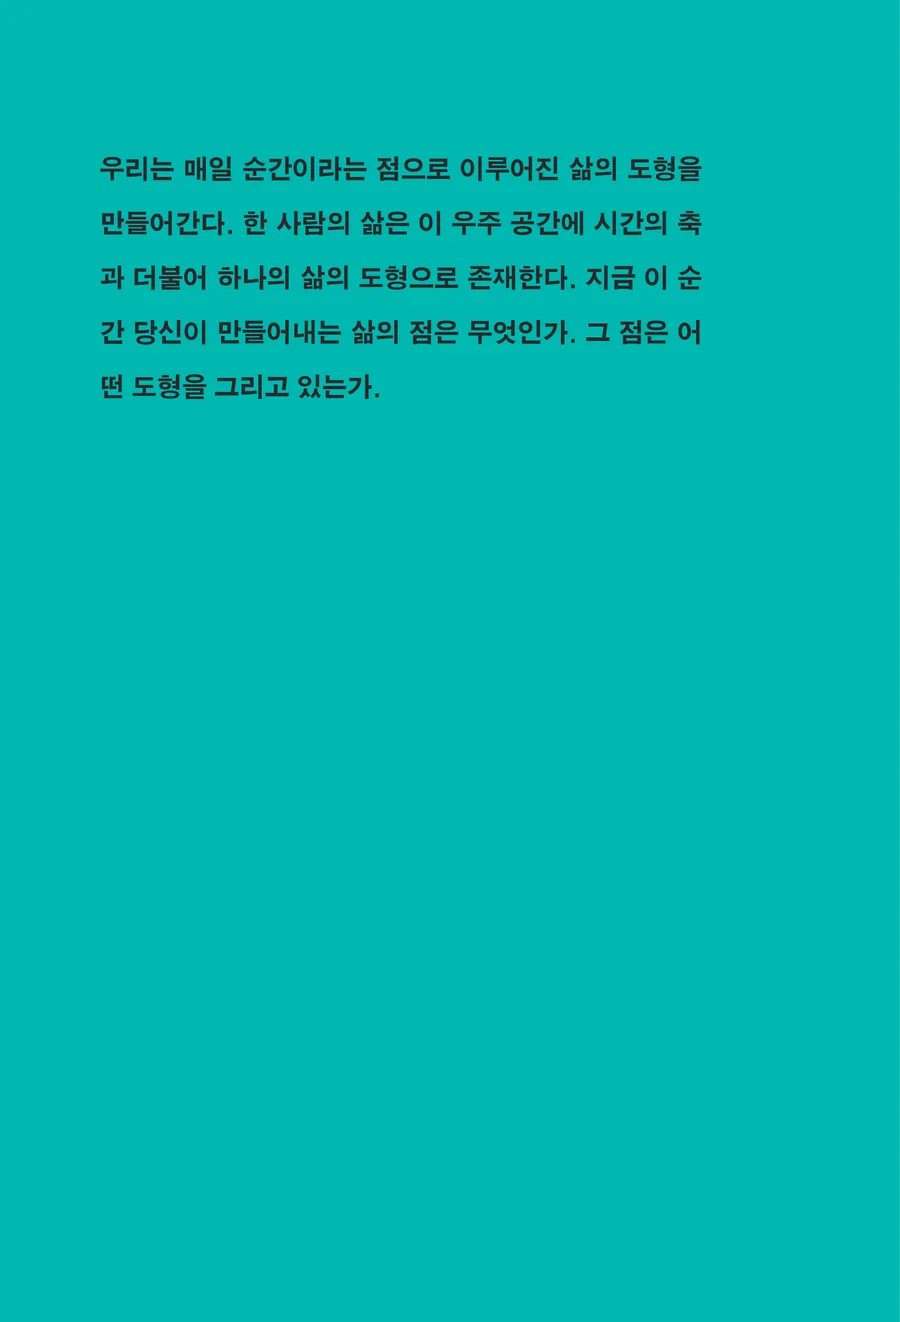 우리는 매일 순간이라는 점으로 이루어진 삶의 도형을
만들어간다. 한 사람의 삶은 이 우주 공간에 시간의 축
과 더불어 하나의 삶의 도형으로 존재한다. 지금 이 순
간 당신이 만들어내는 삶의 점은 무엇인가. 그 점은 어
떤 도형을 그리고 있는가.